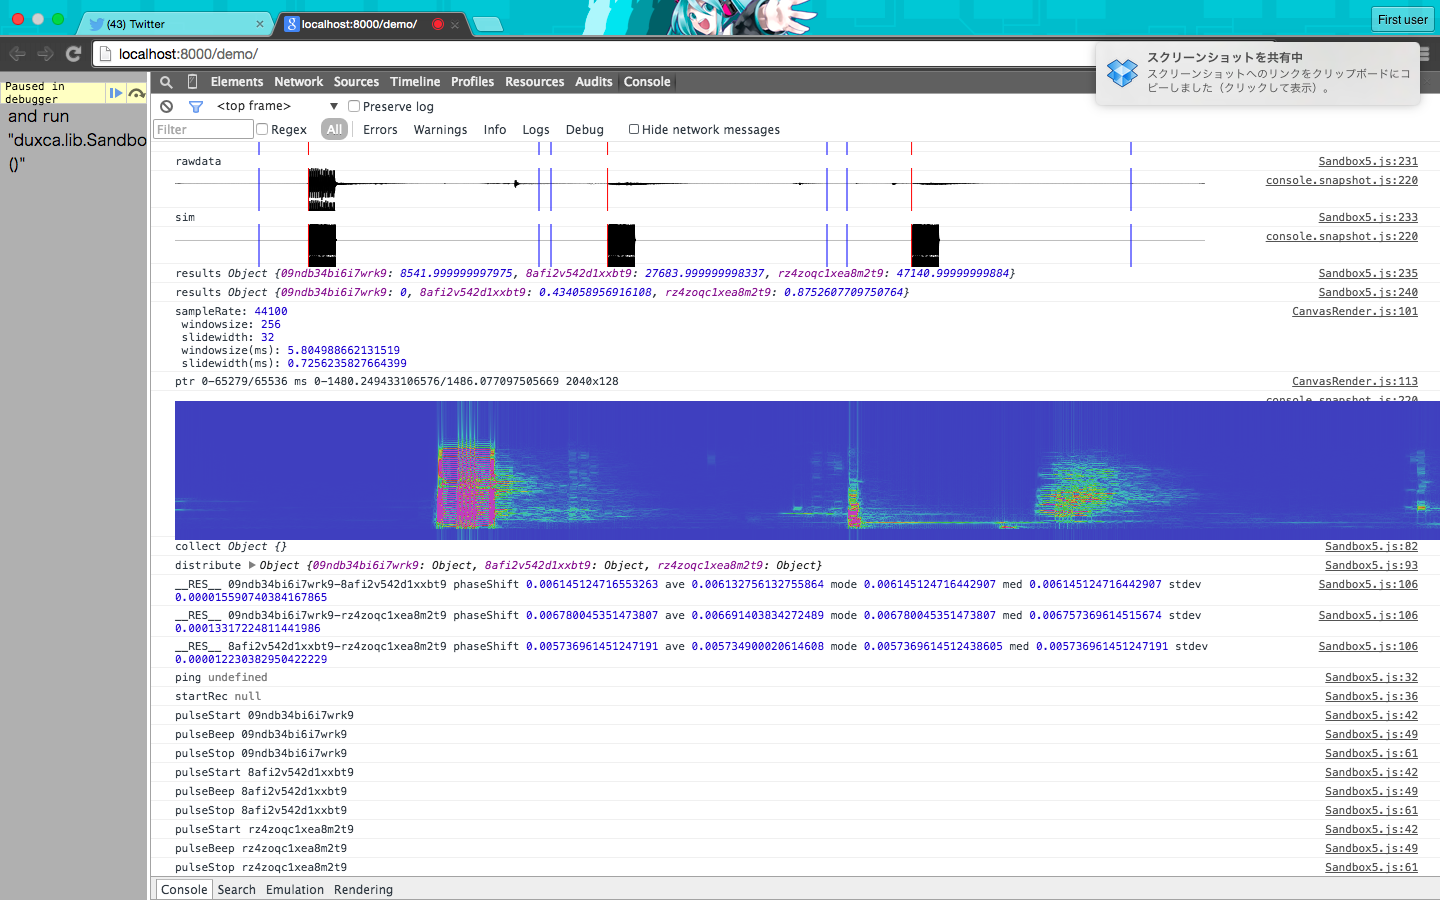 (43) Twitter
localhost:8000/demo/
First user
localhost:8000/demo/
スクリーンショットを共有中
スクリーンショットへのリンクをクリップボードにコ
ピーしました（クリックして表示）。
Paused in
debugger
and run
"duxca.lib.Sandbo
()"
Elements Network Sources Timeline Profiles Resources Audits Console
<top frame> ▼ Preserve log
Filter Regex All Errors Warnings Info Logs Debug Hide network messages
rawdata Sandbox5.js:231
console.snapshot.js:220
sim Sandbox5.js:233
console.snapshot.js:220
results Object {09ndb34bi6i7wrk9: 8541.999999997975, 8afi2v542d1xxbt9: 27683.999999998337, rz4zoqc1xea8m2t9: 47140.99999999884} Sandbox5.js:235
results Object {09ndb34bi6i7wrk9: 0, 8afi2v542d1xxbt9: 0.434058956916108, rz4zoqc1xea8m2t9: 0.8752607709750764} Sandbox5.js:240
sampleRate: 44100 CanvasRender.js:101
windowsize: 256
slidewidth: 32
windowsize(ms): 5.804988662131519
slidewidth(ms): 0.7256235827664399
ptr 0-65279/65536 ms 0-1480.249433106576/1486.077097505669 2040x128 CanvasRender.js:113
console.snapshot.js:220
collect Object {} Sandbox5.js:82
distribute ▶Object {09ndb34bi6i7wrk9: Object, 8afi2v542d1xxbt9: Object, rz4zoqc1xea8m2t9: Object} Sandbox5.js:93
__RES__ 09ndb34bi6i7wrk9-8afi2v542d1xxbt9 phaseShift 0.006145124716553263 ave 0.006132756132755864 mode 0.006145124716442907 med 0.006145124716442907 stdev Sandbox5.js:106
0.000015590740384167865
__RES__ 09ndb34bi6i7wrk9-rz4zoqc1xea8m2t9 phaseShift 0.006780045351473807 ave 0.006691403834272489 mode 0.006780045351473807 med 0.006757369614515674 stdev Sandbox5.js:106
0.00013317224811441986
__RES__ 8afi2v542d1xxbt9-rz4zoqc1xea8m2t9 phaseShift 0.005736961451247191 ave 0.005734900020614608 mode 0.0057369614512438605 med 0.005736961451247191 stdev Sandbox5.js:106
0.000012230382950422229
ping undefined Sandbox5.js:32
startRec null Sandbox5.js:36
pulseStart 09ndb34bi6i7wrk9 Sandbox5.js:42
pulseBeep 09ndb34bi6i7wrk9 Sandbox5.js:49
pulseStop 09ndb34bi6i7wrk9 Sandbox5.js:61
pulseStart 8afi2v542d1xxbt9 Sandbox5.js:42
pulseBeep 8afi2v542d1xxbt9 Sandbox5.js:49
pulseStop 8afi2v542d1xxbt9 Sandbox5.js:61
pulseStart rz4zoqc1xea8m2t9 Sandbox5.js:42
pulseBeep rz4zoqc1xea8m2t9 Sandbox5.js:49
pulseStop rz4zoqc1xea8m2t9 Sandbox5.js:61
Console Search Emulation Rendering